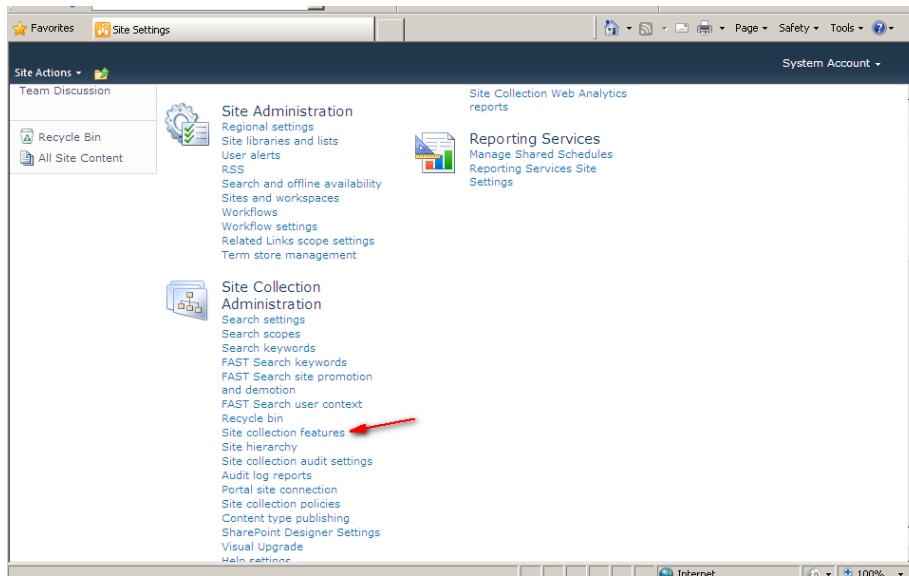 Favorites
Site Settings
Page
Safety
Tools
System Account
Site Actions
Team Discussion
Recycle Bin
All Site Content
Site Administration
Regional settings
Site libraries and lists
User alerts
RSS
Search and offline availability
Sites and workspaces
Workflows
Workflow settings
Related Links scope settings
Term store management
Site Collection
Administration
Search settings
Search scopes
Search keywords
FAST Search keywords
FAST Search site promotion
and demotion
FAST Search user context
Recycle bin
Site collection features
Site hierarchy
Site collection audit settings
Audit log reports
Portal site connection
Site collection policies
Content type publishing
SharePoint Designer Settings
Visual Upgrade
Help settings
Site Collection Web Analytics
reports
Reporting Services
Manage Shared Schedules
Reporting Services Site
Settings
Internet
100%